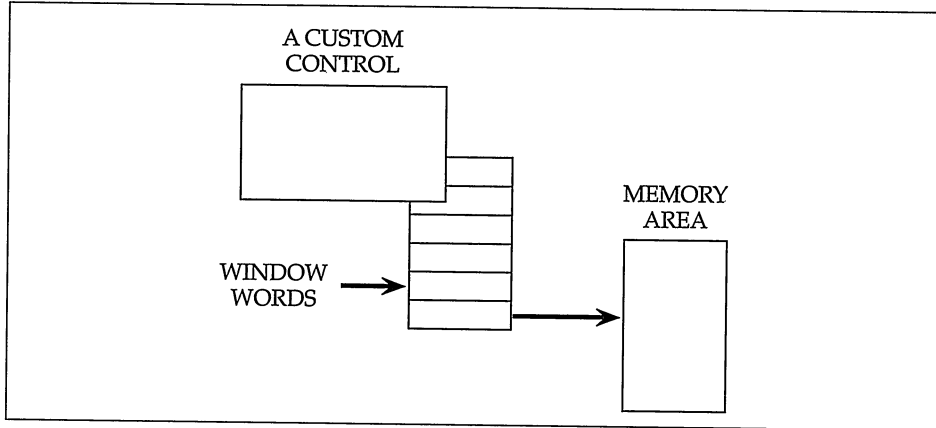 A CUSTOM
CONTROL
MEMORY
AREA
WINDOW
WORDS